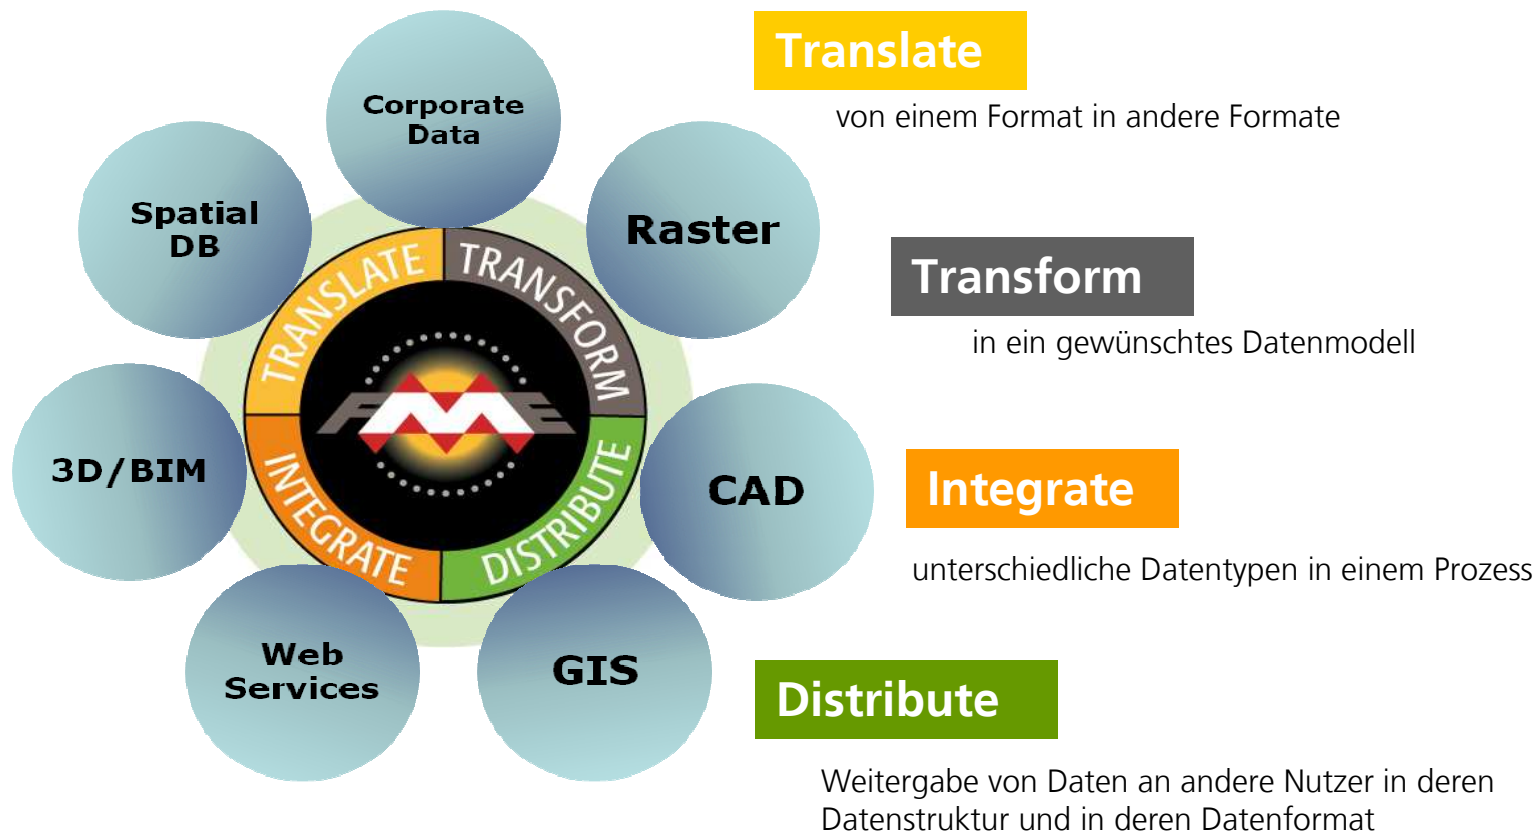 Corporate
Data
Spatial
DB
Raster
3D/BIM
CAD
Web
Services
GIS
TRANSLATE
TRANSFORM
INTEGRATE
DISTRIBUTE
FME
Translate
von einem Format in andere Formate
Transform
in ein gewünschtes Datenmodell
Integrate
unterschiedliche Datentypen in einem Prozess
Distribute
Weitergabe von Daten an andere Nutzer in deren
Datenstruktur und in deren Datenformat